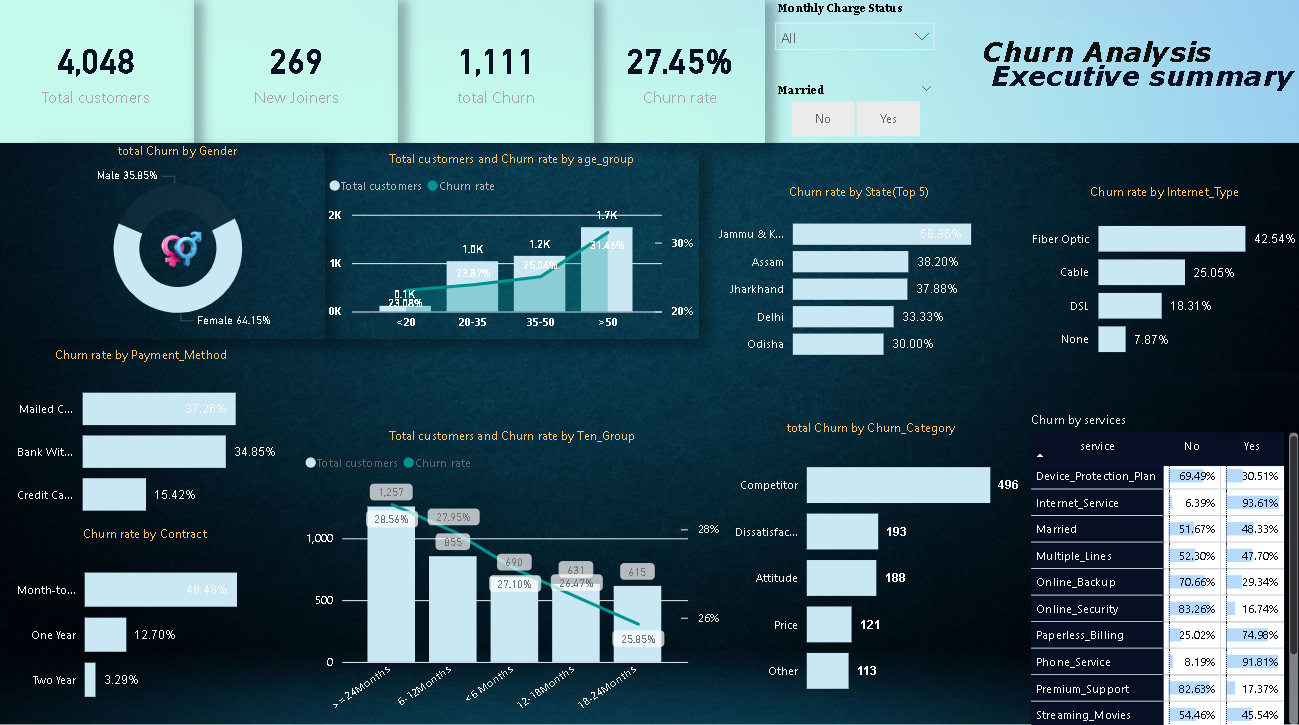 4,048
Total customers
269
New Joiners
1,111
total Churn
27.45%
Churn rate
Monthly Charge Status
All
Married
No
Yes
Churn Analysis
Executive summary
total Churn by Gender
Male 35.85%
Female 64.15%
Total customers and Churn rate by age_group
Total customers
Churn rate
2K
1K
0K
0.1K
1.0K
1.2K
1.7K
23.08%
23.87%
26.04%
31.46%
30%
20%
<20
20-35
35-50
>50
Churn rate by State(Top 5)
Jammu & K... 58.96%
Assam 38.20%
Jharkhand 37.88%
Delhi 33.33%
Odisha 30.00%
Churn rate by Internet_Type
Fiber Optic 42.54%
Cable 25.05%
DSL 18.31%
None 7.87%
Churn rate by Payment_Method
Mailed C... 37.26%
Bank Wit... 34.85%
Credit Ca... 15.42%
Churn rate by Contract
Month-to... 46.48%
One Year 12.70%
Two Year 3.29%
Total customers and Churn rate by Ten_Group
Total customers
Churn rate
1,000
500
0
1,257
855
690
631
615
28.56%
27.95%
27.10%
26.47%
25.85%
28%
26%
>=24Months
6-12Months
<6 Months
12-18Months
18-24Months
total Churn by Churn_Category
Competitor 496
Dissatisfac... 193
Attitude 188
Price 121
Other 113
Churn by services
service No Yes
Device_Protection_Plan 69.49% 30.51%
Internet_Service 6.39% 93.61%
Married 51.67% 48.33%
Multiple_Lines 52.30% 47.70%
Online_Backup 70.66% 29.34%
Online_Security 83.26% 16.74%
Paperless_Billing 25.02% 74.98%
Phone_Service 8.19% 91.81%
Premium_Support 82.63% 17.37%
Streaming_Movies 54.46% 45.54%